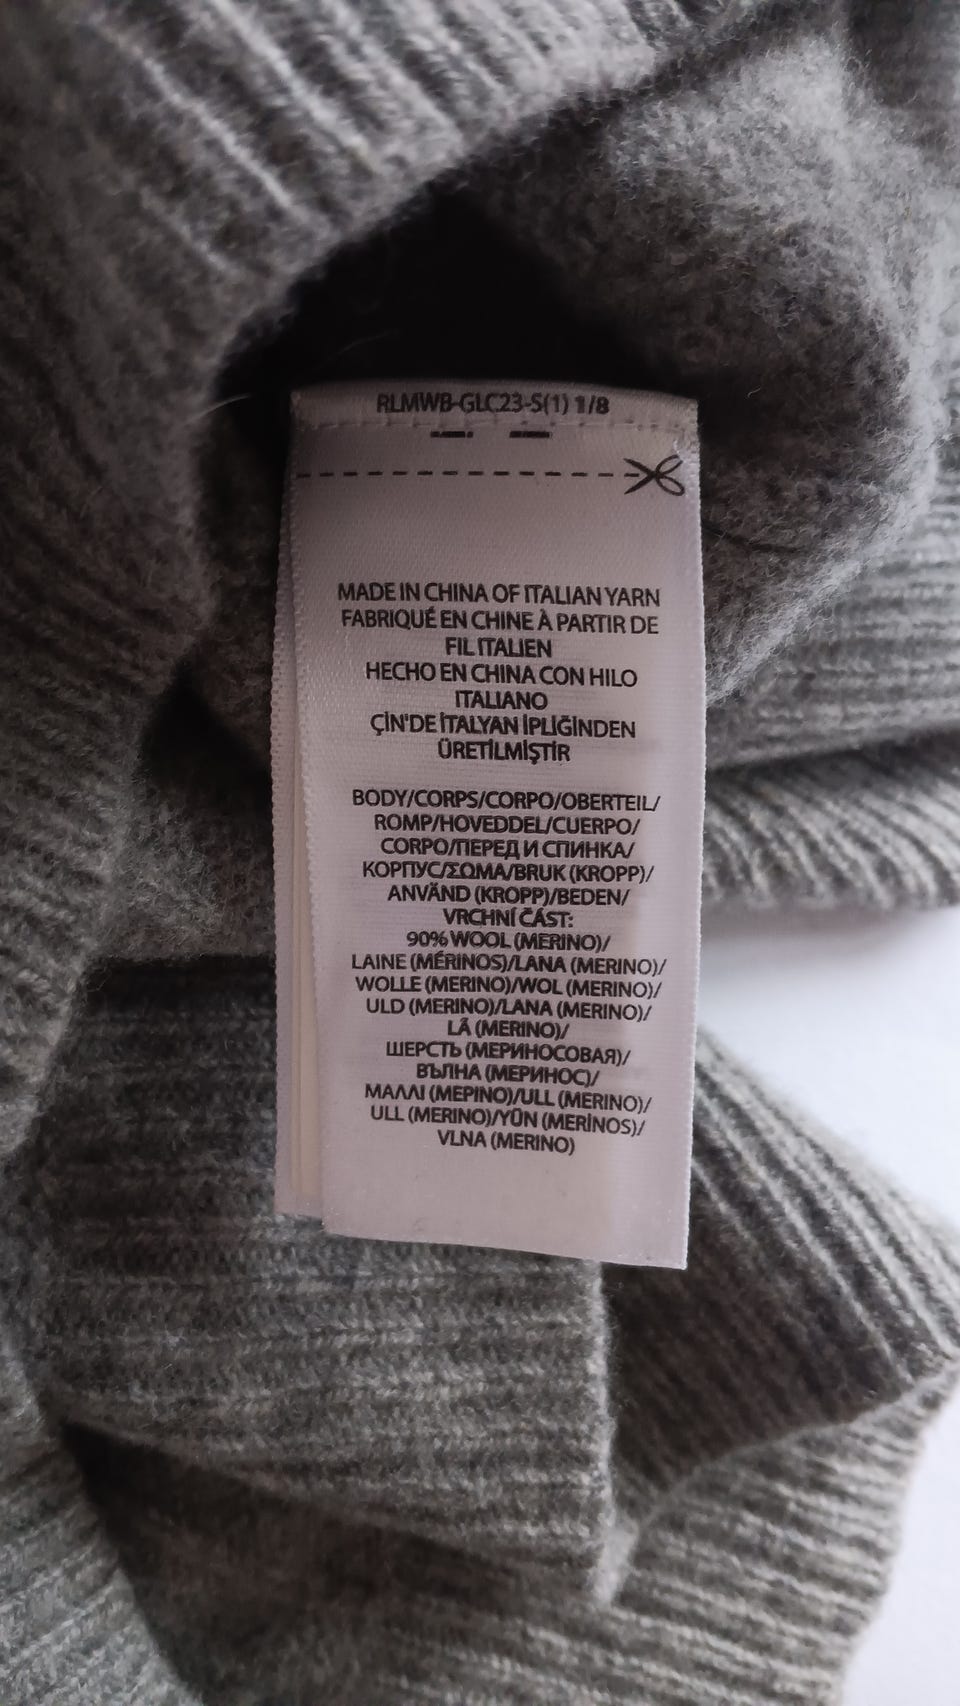 RLMWB-GLC23-S(1) 1/8
MADE IN CHINA OF ITALIAN YARN
FABRIQUÉ EN CHINE À PARTIR DE
FIL ITALIEN
HECHO EN CHINA CON HILO
ITALIANO
ÇİN'DE İTALYAN İPLİĞİNDEN
ÜRETİLMİŞTİR
BODY/CORPS/CORPO/OBERTEIL/
ROMP/HOVEDDEL/CUERPO/
CORPO/ПЕРЕД И СПИНКА/
КОРПУС/ΣΩΜΑ/BRUK (KROPP)/
ANVÄND (KROPP)/BEDEN/
VRCHNÍ ČÁST:
90% WOOL (MERINO)/
LAINE (MÉRINOS)/LANA (MERINO)/
WOLLE (MERINO)/WOL (MERINO)/
ULD (MERINO)/LANA (MERINO)/
LÃ (MERINO)/
ШЕРСТЬ (МЕРИНОСОВАЯ)/
ВЪЛНА (МЕРИНОС)/
ΜΑΛΛΙ (ΜΕΡΙΝΟ)/ULL (MERINO)/
ULL (MERINO)/YÜN (MERİNOS)/
VLNA (MERINO)